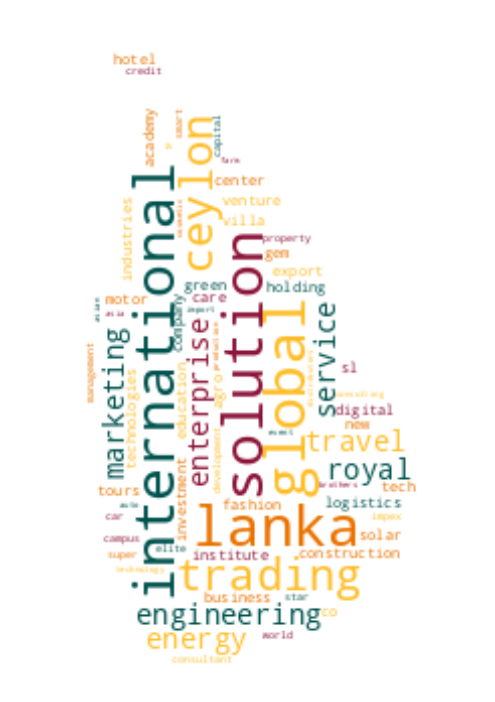 hotel
credit
academy
smart
ceylon
capital
farm
international
center
industries
venture
villa
solution
property
gem
export
green
holding
motor
care
company
import
asian
asia
global
service
marketing
enterprise
production
management
technologies
education
agro
sl
consulting
digital
new
travel
event
development
royal
investment
brothers
tech
tours
auto
fashion
logistics
car
lanka
impex
campus
solar
super
elite
institute
construction
technology
trading
business
star
engineering
co
energy
world
consultant